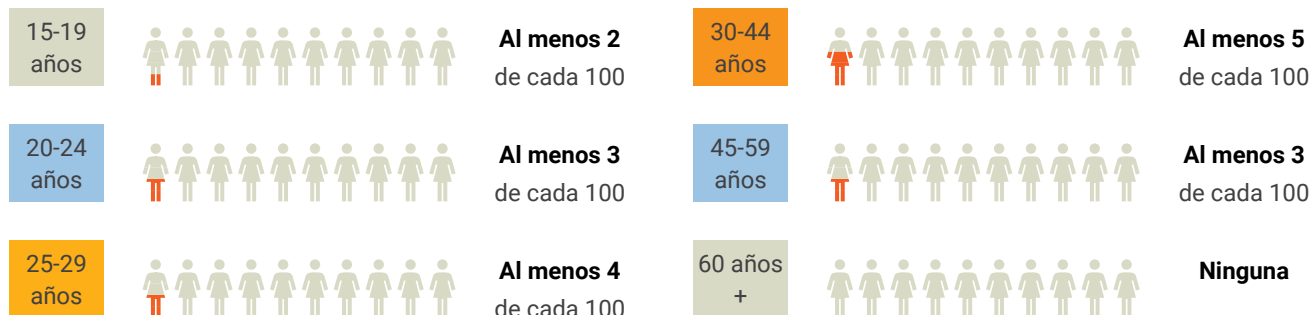 15-19
años
Al menos 2
de cada 100
30-44
años
Al menos 5
de cada 100
20-24
años
Al menos 3
de cada 100
45-59
años
Al menos 3
de cada 100
25-29
años
Al menos 4
de cada 100
60 años
+
Ninguna